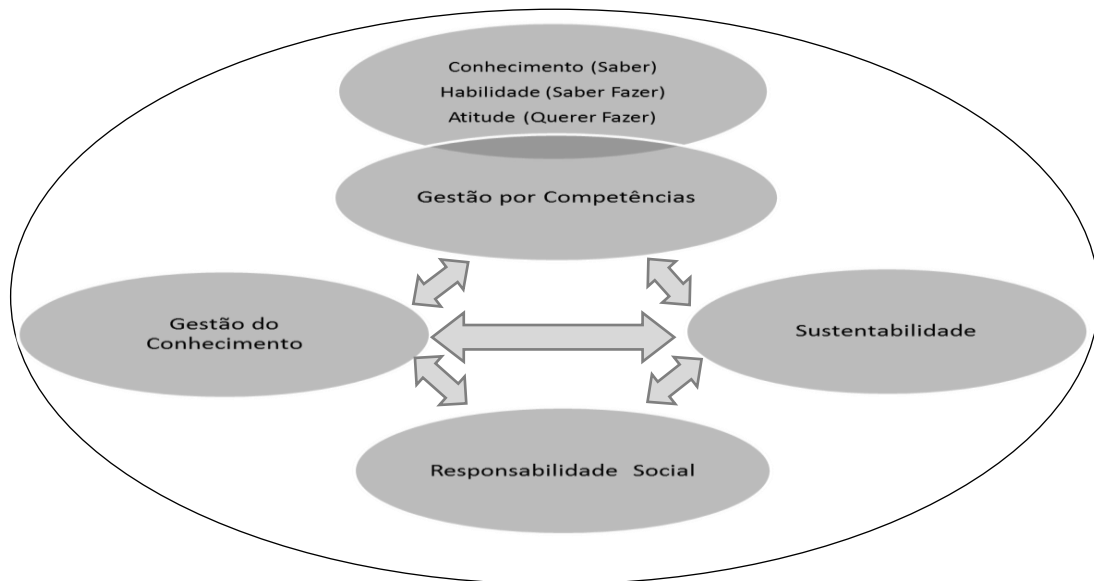 Conhecimento (Saber)
Habilidade (Saber Fazer)
Atitude (Querer Fazer)
Gestão por Competências
Gestão do
Conhecimento
Sustentabilidade
Responsabilidade Social